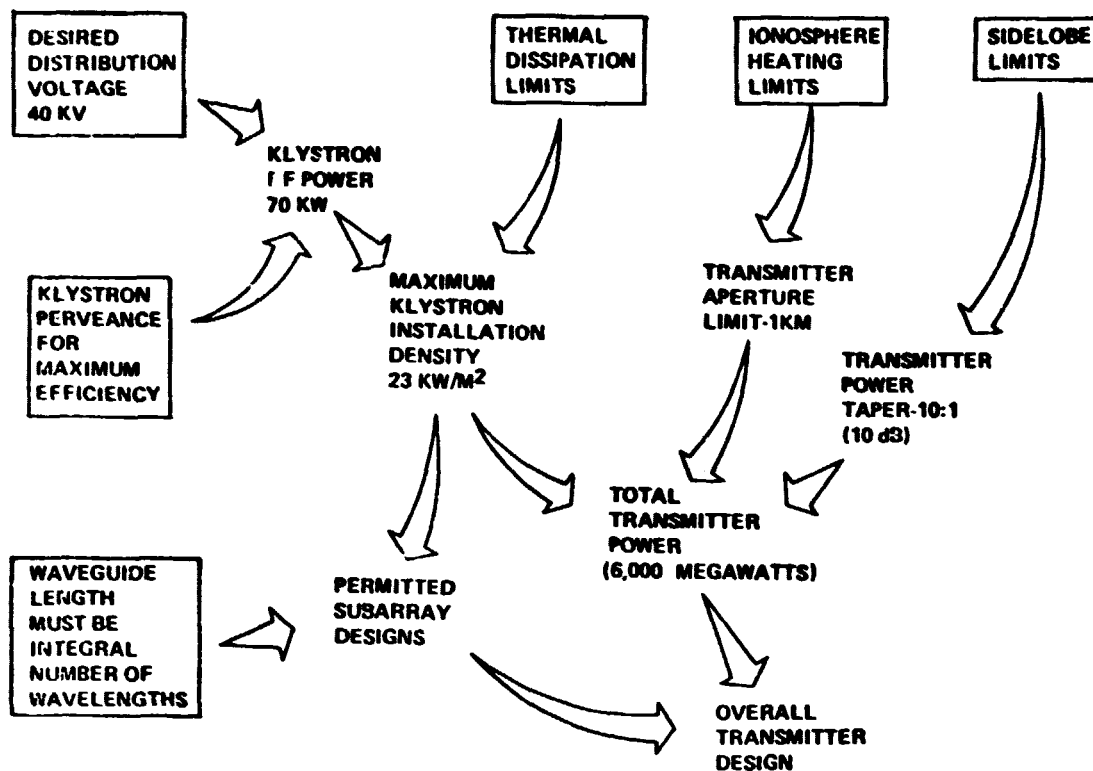 DESIRED
DISTRIBUTION
VOLTAGE
40 KV
THERMAL
DISSIPATION
LIMITS
IONOSPHERE
HEATING
LIMITS
SIDELOBE
LIMITS
KLYSTRON
F POWER
70 KW
KLYSTRON
PERVEANCE
FOR
MAXIMUM
EFFICIENCY
MAXIMUM
KLYSTRON
INSTALLATION
DENSITY
23 KW/M²
TRANSMITTER
APERTURE
LIMIT-1KM
TRANSMITTER
POWER
TAPER-10:1
(10 dB)
TOTAL
TRANSMITTER
POWER
(6,000 MEGAWATTS)
WAVEGUIDE
LENGTH
MUST BE
INTEGRAL
NUMBER OF
WAVELENGTHS
PERMITTED
SUBARRAY
DESIGNS
OVERALL
TRANSMITTER
DESIGN